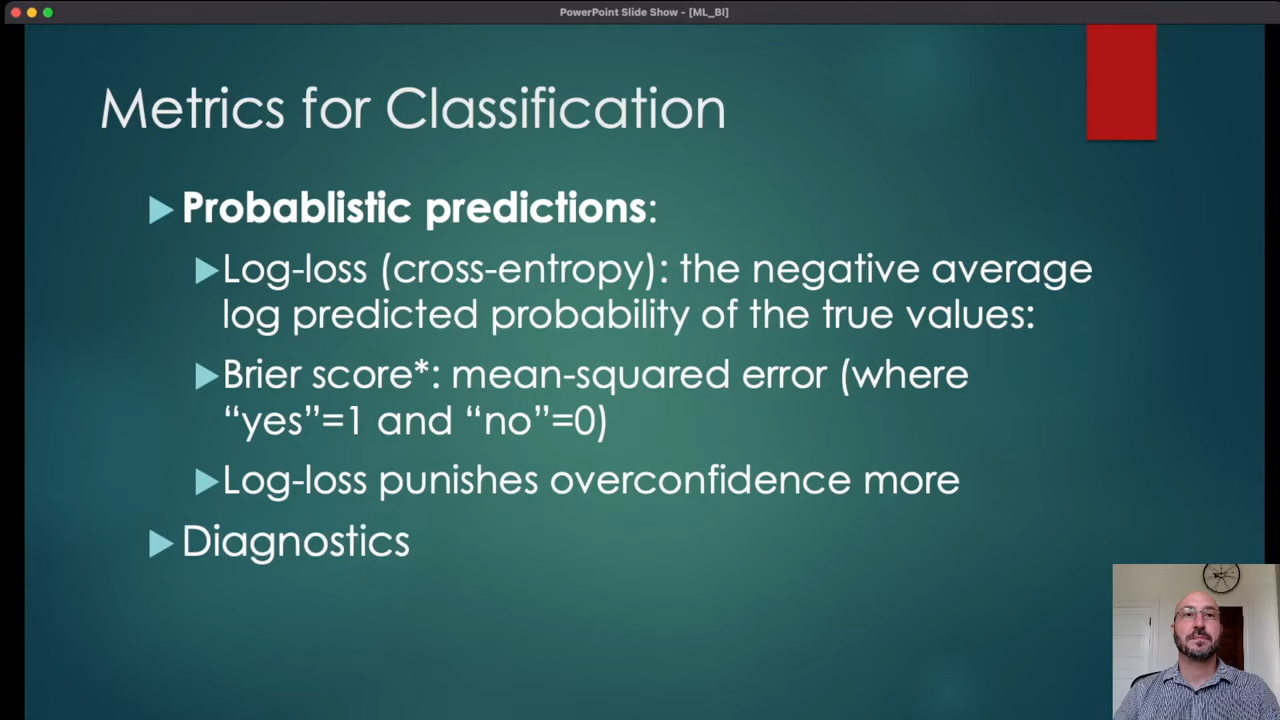 PowerPoint Slide Show - [ML_BI]
Metrics for Classification
Probablistic predictions:
Log-loss (cross-entropy): the negative average
log predicted probability of the true values:
Brier score*: mean-squared error (where
“yes”=1 and “no”=0)
Log-loss punishes overconfidence more
Diagnostics